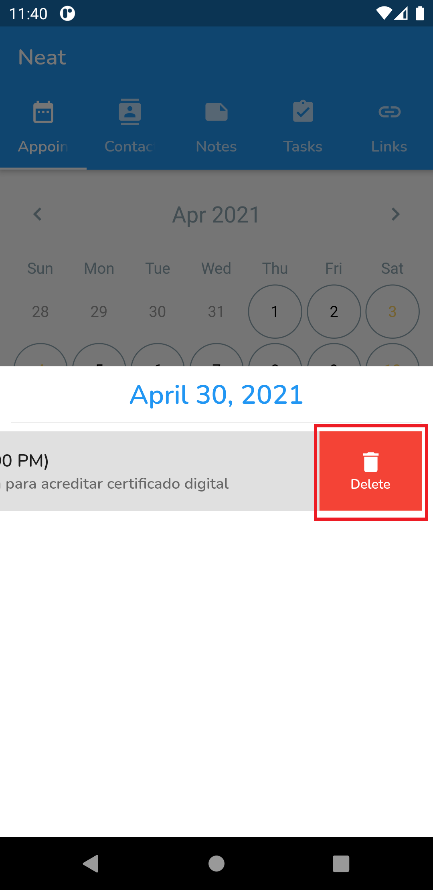 11:40
Neat
Appoin
Contac
Notes
Tasks
Links
Apr 2021
Sun Mon Tue Wed Thu Fri Sat
28 29 30 31 1 2 3
April 30, 2021
00 PM)
para acreditar certificado digital
Delete